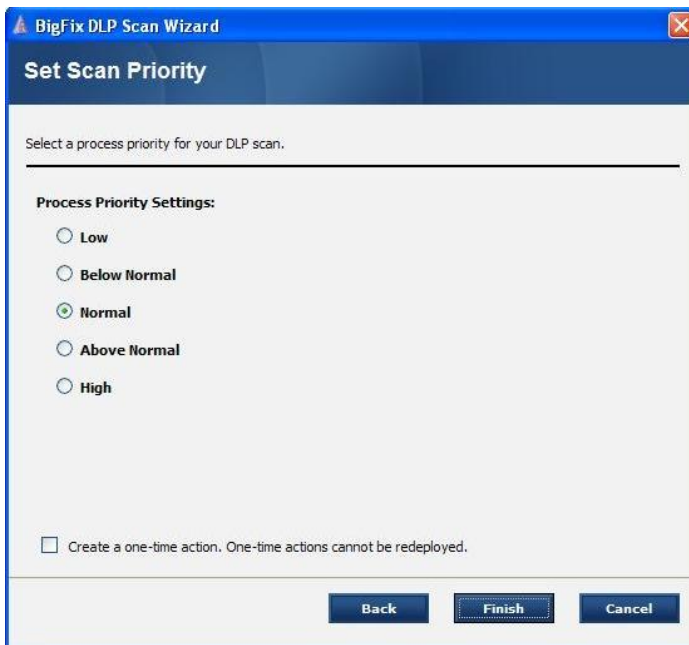 BigFix DLP Scan Wizard
Set Scan Priority
Select a process priority for your DLP scan.
Process Priority Settings:
Low
Below Normal
Normal
Above Normal
High
Create a one-time action. One-time actions cannot be redeployed.
Back Finish Cancel